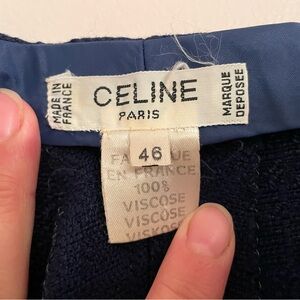 MADE IN
FRANCE
CELINE
PARIS
MARQUE
DEPOSEE
46
EN FRANCE
100%
VISCOSE
VISCOSE
VISKOSE